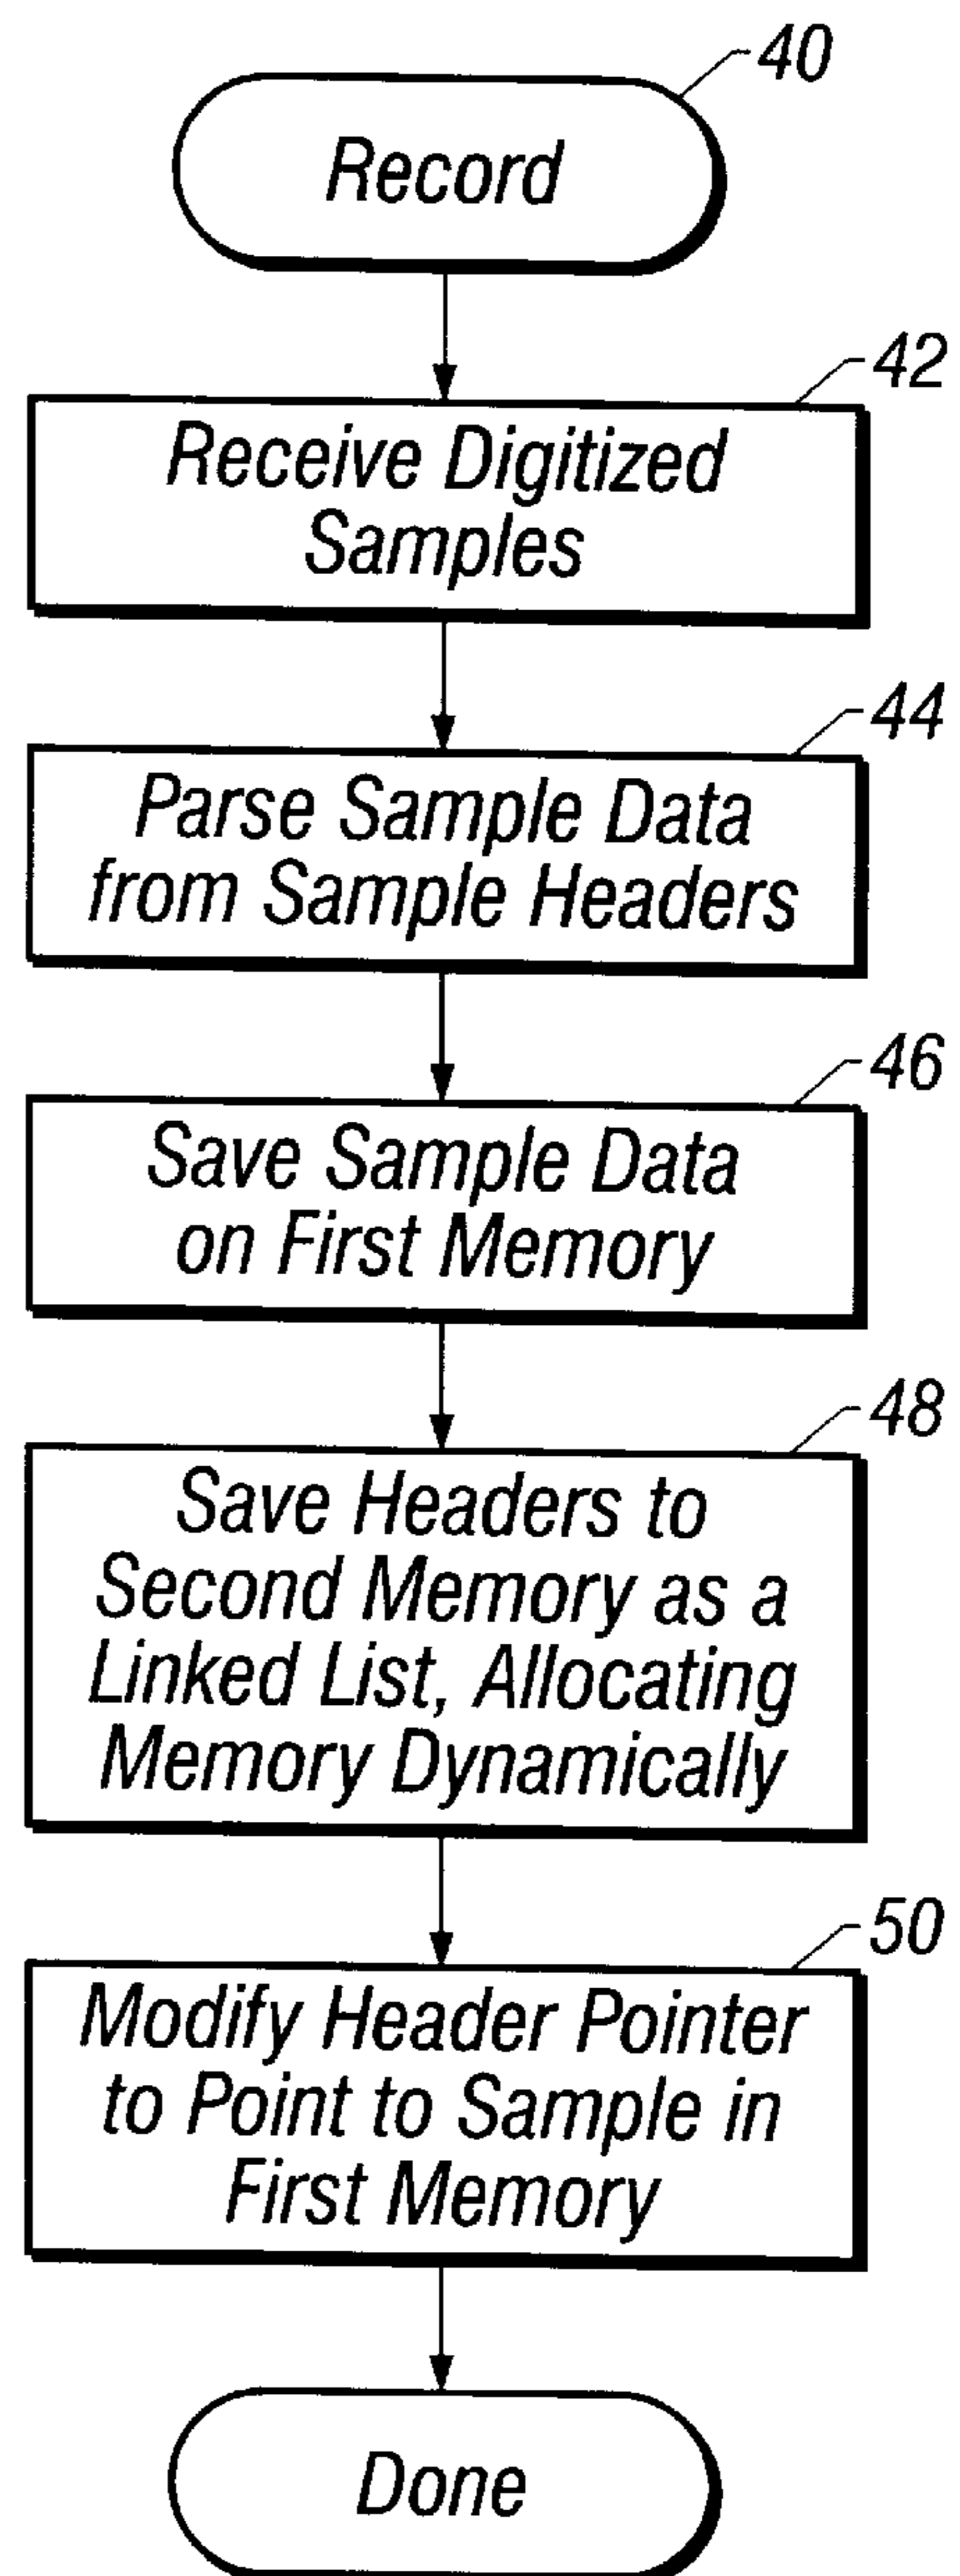 40
Record
42
Receive Digitized
Samples
44
Parse Sample Data
from Sample Headers
46
Save Sample Data
on First Memory
48
Save Headers to
Second Memory as a
Linked List, Allocating
Memory Dynamically
50
Modify Header Pointer
to Point to Sample in
First Memory
Done